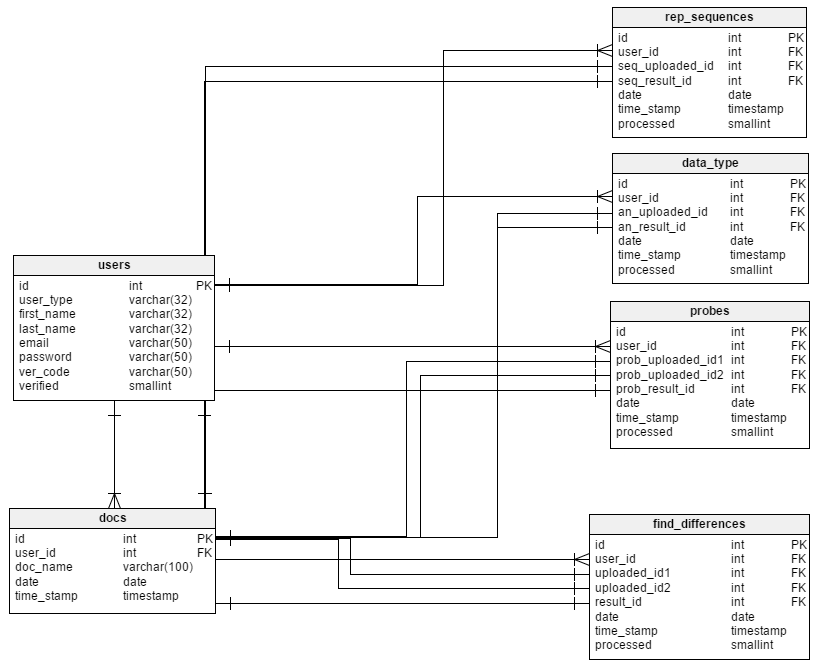 rep_sequences
id int PK
user_id int FK
seq_uploaded_id int FK
seq_result_id int FK
date date
time_stamp timestamp
processed smallint
data_type
id int PK
user_id int FK
an_uploaded_id int FK
an_result_id int FK
date date
time_stamp timestamp
processed smallint
users
id int PK
user_type varchar(32)
first_name varchar(32)
last_name varchar(32)
email varchar(50)
password varchar(50)
ver_code varchar(50)
verified smallint
probes
id int PK
user_id int FK
prob_uploaded_id1 int FK
prob_uploaded_id2 int FK
prob_result_id int FK
date date
time_stamp timestamp
processed smallint
docs
id int PK
user_id int FK
doc_name varchar(100)
date date
time_stamp timestamp
find_differences
id int PK
user_id int FK
uploaded_id1 int FK
uploaded_id2 int FK
result_id int FK
date date
time_stamp timestamp
processed smallint